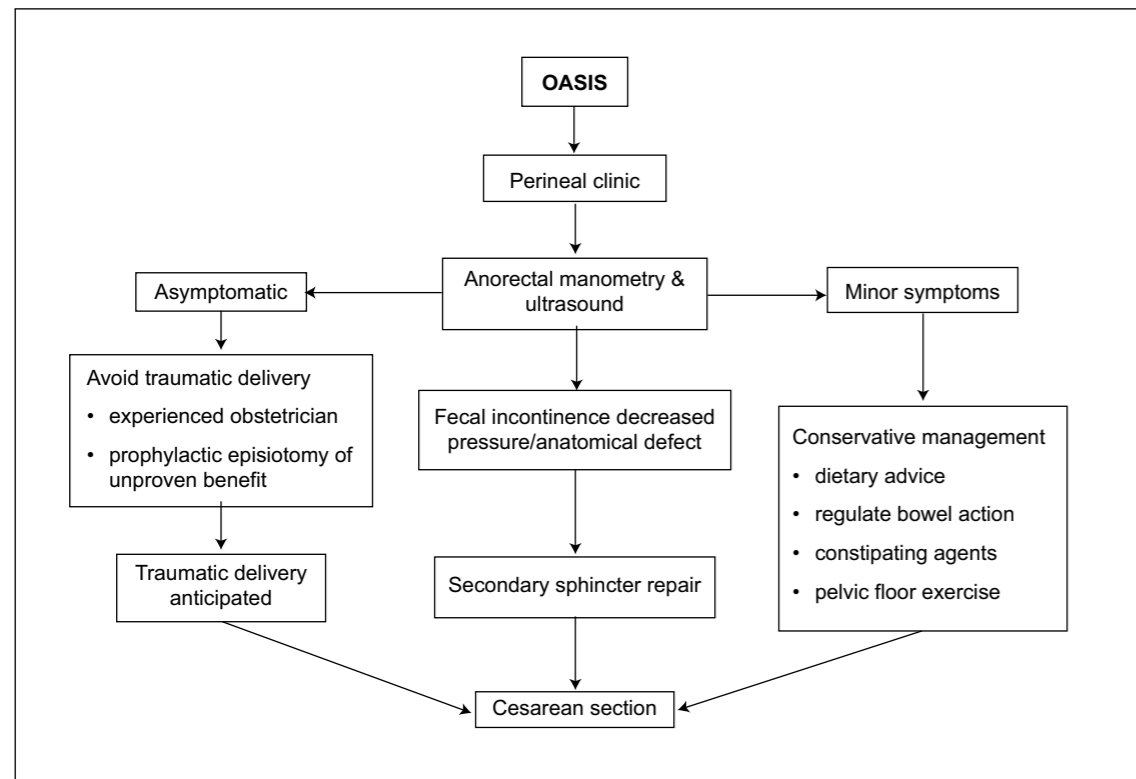 OASIS
Perineal clinic
Anorectal manometry &
ultrasound
Asymptomatic
Minor symptoms
Avoid traumatic delivery
• experienced obstetrician
• prophylactic episiotomy of
unproven benefit
Fecal incontinence decreased
pressure/anatomical defect
Conservative management
• dietary advice
• regulate bowel action
• constipating agents
• pelvic floor exercise
Traumatic delivery
anticipated
Secondary sphincter repair
Cesarean section